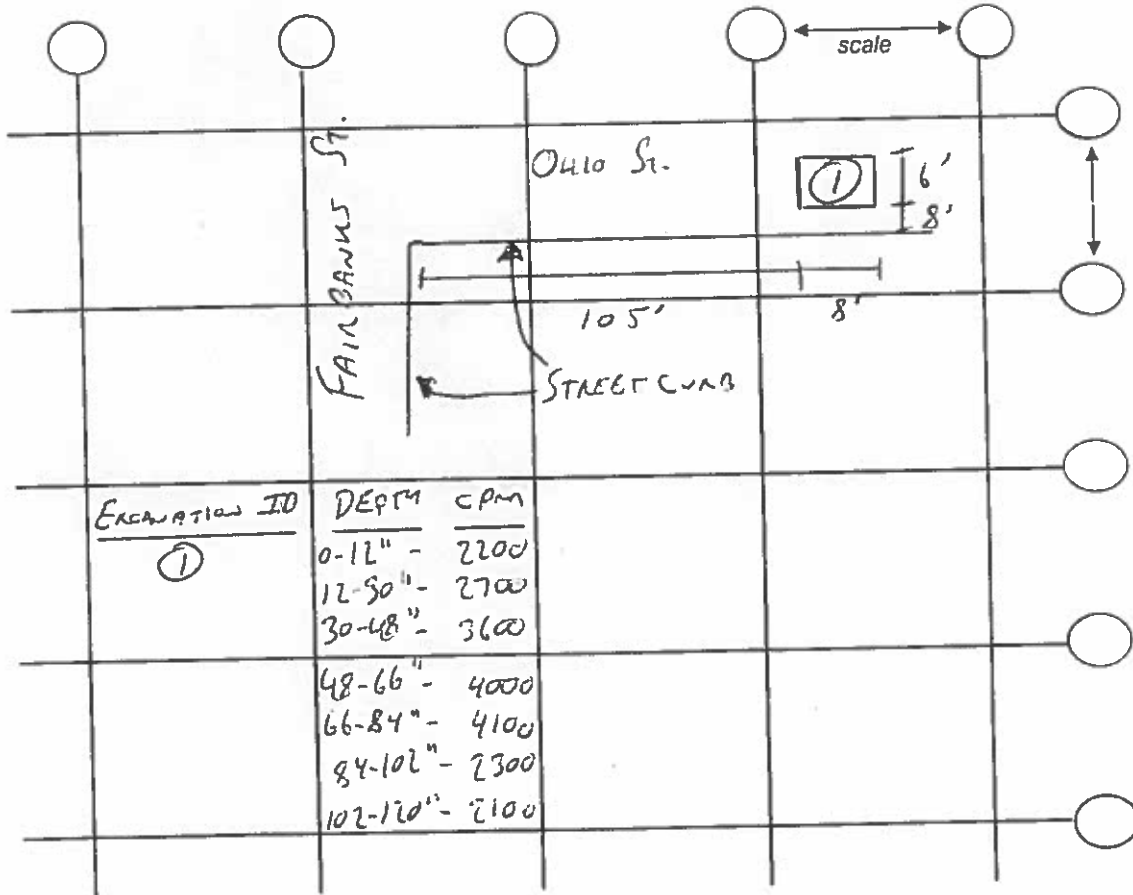 scale
FAIRBANKS ST.
OHIO ST.
1
6'
8'
105'
8'
STREET CURB
EXCAVATION ID
1
DEPTH CPM
0-12" - 2200
12-30" - 2700
30-48" - 3600
48-66" - 4000
66-84" - 4100
84-102" - 2300
102-120" - 2100